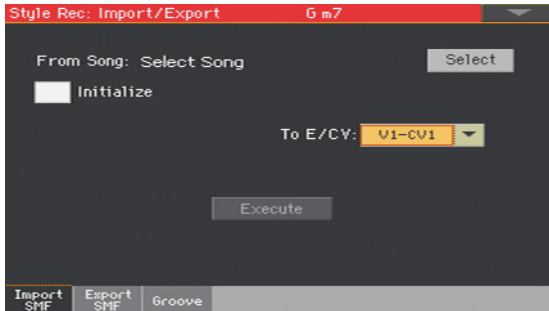 Style Rec: Import/Export G m7
From Song: Select Song Select
Initialize
To E/CV: V1-CV1
Execute
Import SMF Export SMF Groove